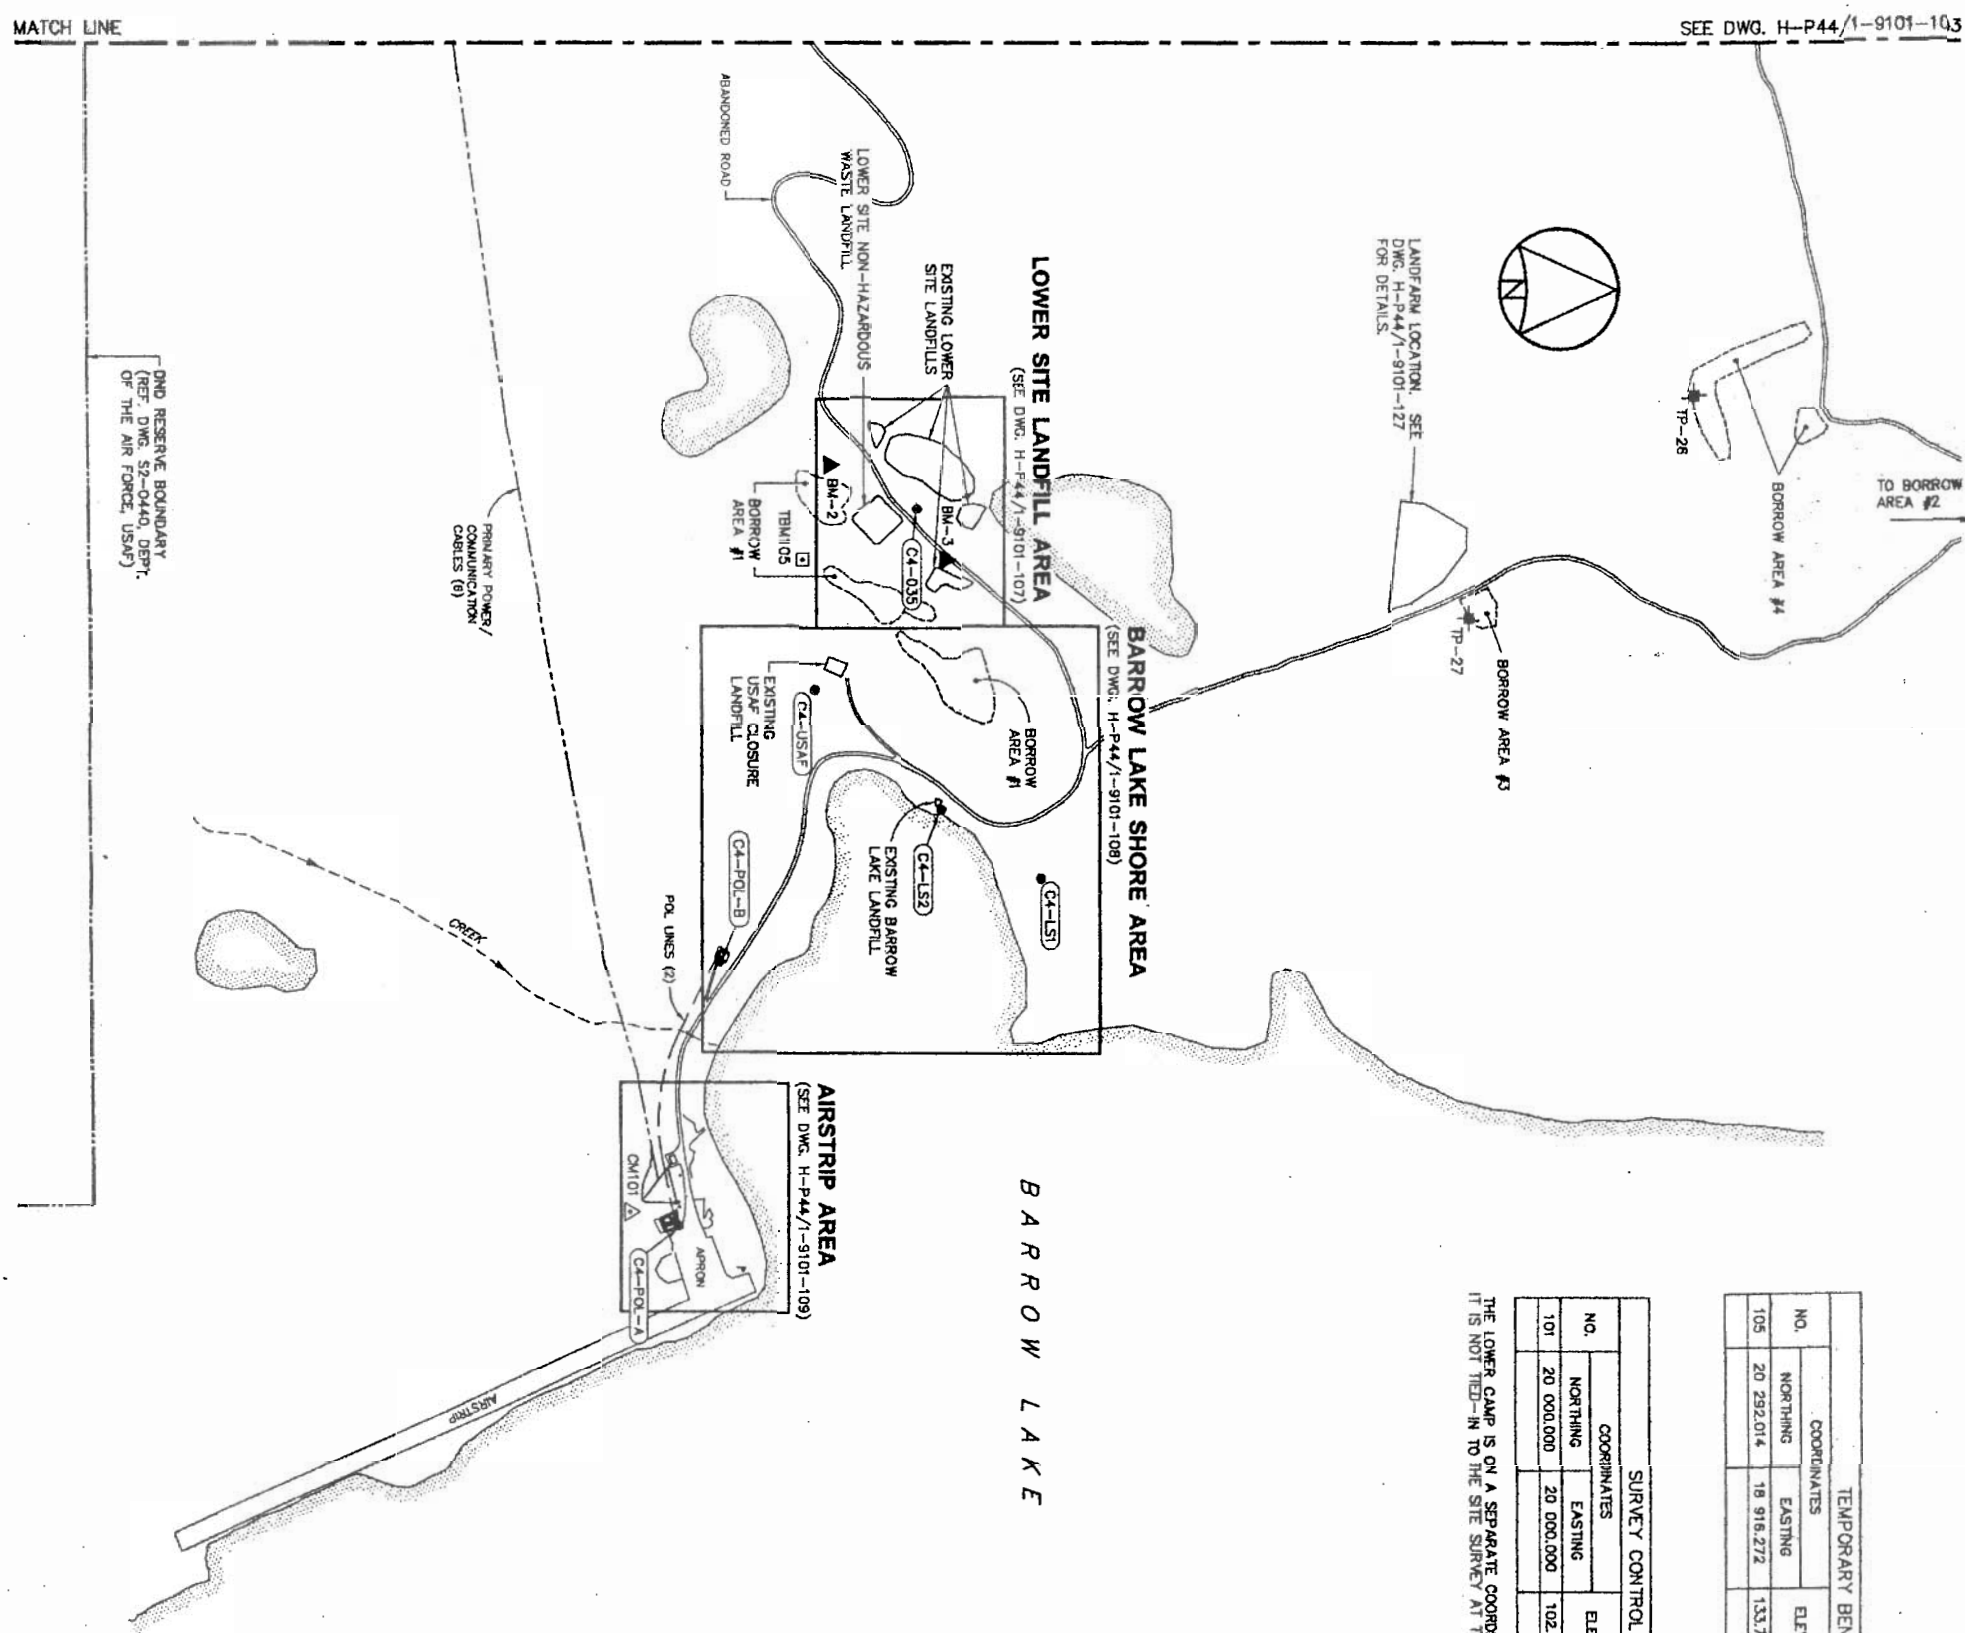 MATCH LINE
SEE DWG. H-P44/1-9101-103
ABANDONED ROAD
LOWER SITE NON-HAZARDOUS
WASTE LANDFILL
EXISTING LOWER
SITE LANDFILLS
LOWER SITE LANDFILL AREA
(SEE DWG. H-P44/1-9101-107)
LANDFARM LOCATION. SEE
DWG. H-P44/1-9101-127
FOR DETAILS.
N
TP-26
BORROW AREA #4
TO BORROW
AREA #2
BORROW AREA #3
TP-27
DND RESERVE BOUNDARY
(REF. DWG. S2-0440, DEPT.
OF THE AIR FORCE, USAF)
PRIMARY POWER/
COMMUNICATION
CABLES (6)
BM-2
BORROW
AREA #1
TBM105
C4-035
BM-3
BARROW LAKE SHORE AREA
(SEE DWG. H-P44/1-9101-108)
EXISTING
USAF CLOSURE
LANDFILL
C4-USAF
BORROW
AREA #1
C4-LS2
EXISTING BARROW
LAKE LANDFILL
C4-LS1
C4-POL-B
POL LINES (2)
CREEK
AIRSTRIP AREA
(SEE DWG. H-P44/1-9101-109)
CM101
APRON
C4-POL-A
AIRSTRIP
BARROW LAKE
TEMPORARY BEN
NO.
COORDINATES
NORTHING
EASTING
105
20 292.014
18 916.272
133.7
SURVEY CONTROL
NO.
COORDINATES
NORTHING
EASTING
101
20 000.000
20 000.000
102.
THE LOWER CAMP IS ON A SEPARATE COORD
IT IS NOT TIED-IN TO THE SITE SURVEY AT T